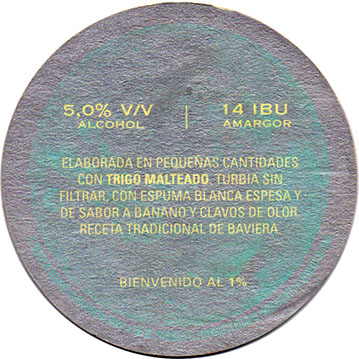 5,0% V/V | 14 IBU
ALCOHOL AMARGOR
ELABORADA EN PEQUEÑAS CANTIDADES
CON TRIGO MALTEADO. TURBIA SIN
FILTRAR, CON ESPUMA BLANCA ESPESA Y
DE SABOR A BANANO Y CLAVOS DE OLOR.
RECETA TRADICIONAL DE BAVIERA.
BIENVENIDO AL 1%